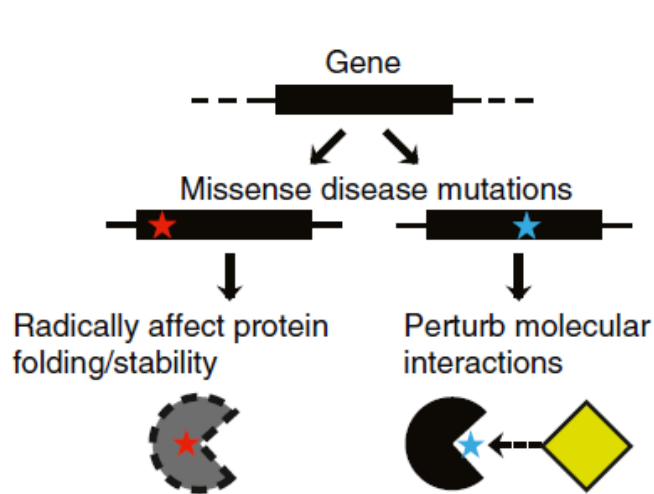 Gene
Missense disease mutations
Radically affect protein
folding/stability
Perturb molecular
interactions